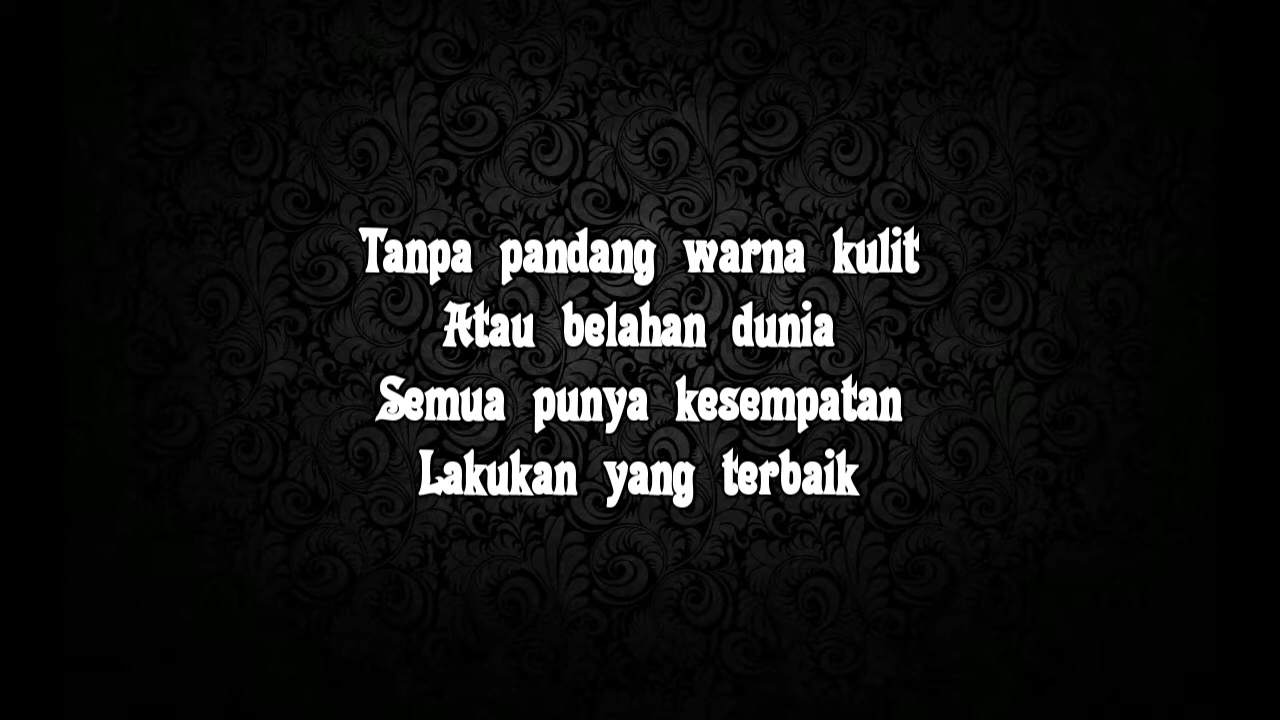 Tanpa pandang warna kulit
Atau belahan dunia
Semua punya kesempatan
Lakukan yang terbaik